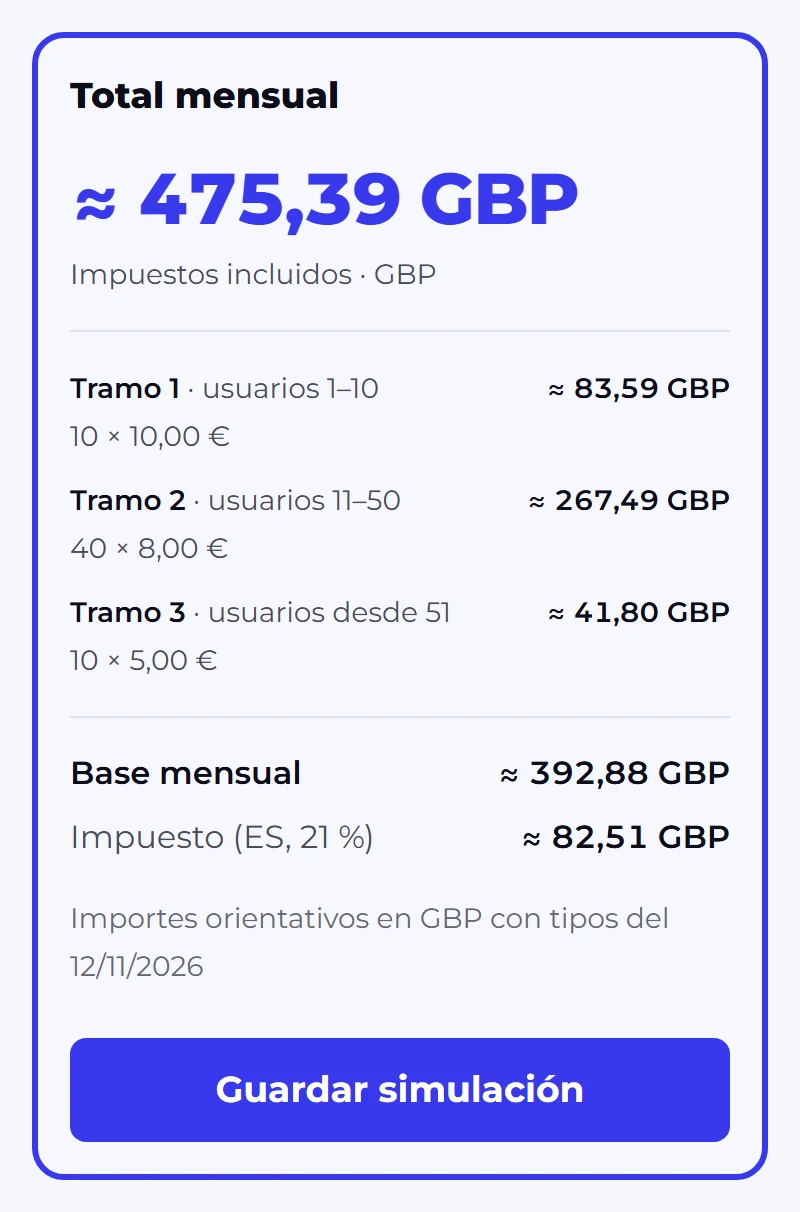 Total mensual
≈ 475,39 GBP
Impuestos incluidos · GBP
Tramo 1 · usuarios 1–10 ≈ 83,59 GBP
10 × 10,00 €
Tramo 2 · usuarios 11–50 ≈ 267,49 GBP
40 × 8,00 €
Tramo 3 · usuarios desde 51 ≈ 41,80 GBP
10 × 5,00 €
Base mensual ≈ 392,88 GBP
Impuesto (ES, 21 %) ≈ 82,51 GBP
Importes orientativos en GBP con tipos del
12/11/2026
Guardar simulación